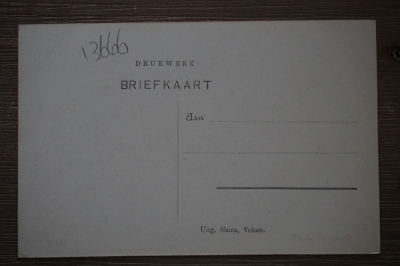 13666
DRUKWERK
BRIEFKAART
Aan
Uitg, Nauta, Velsen.